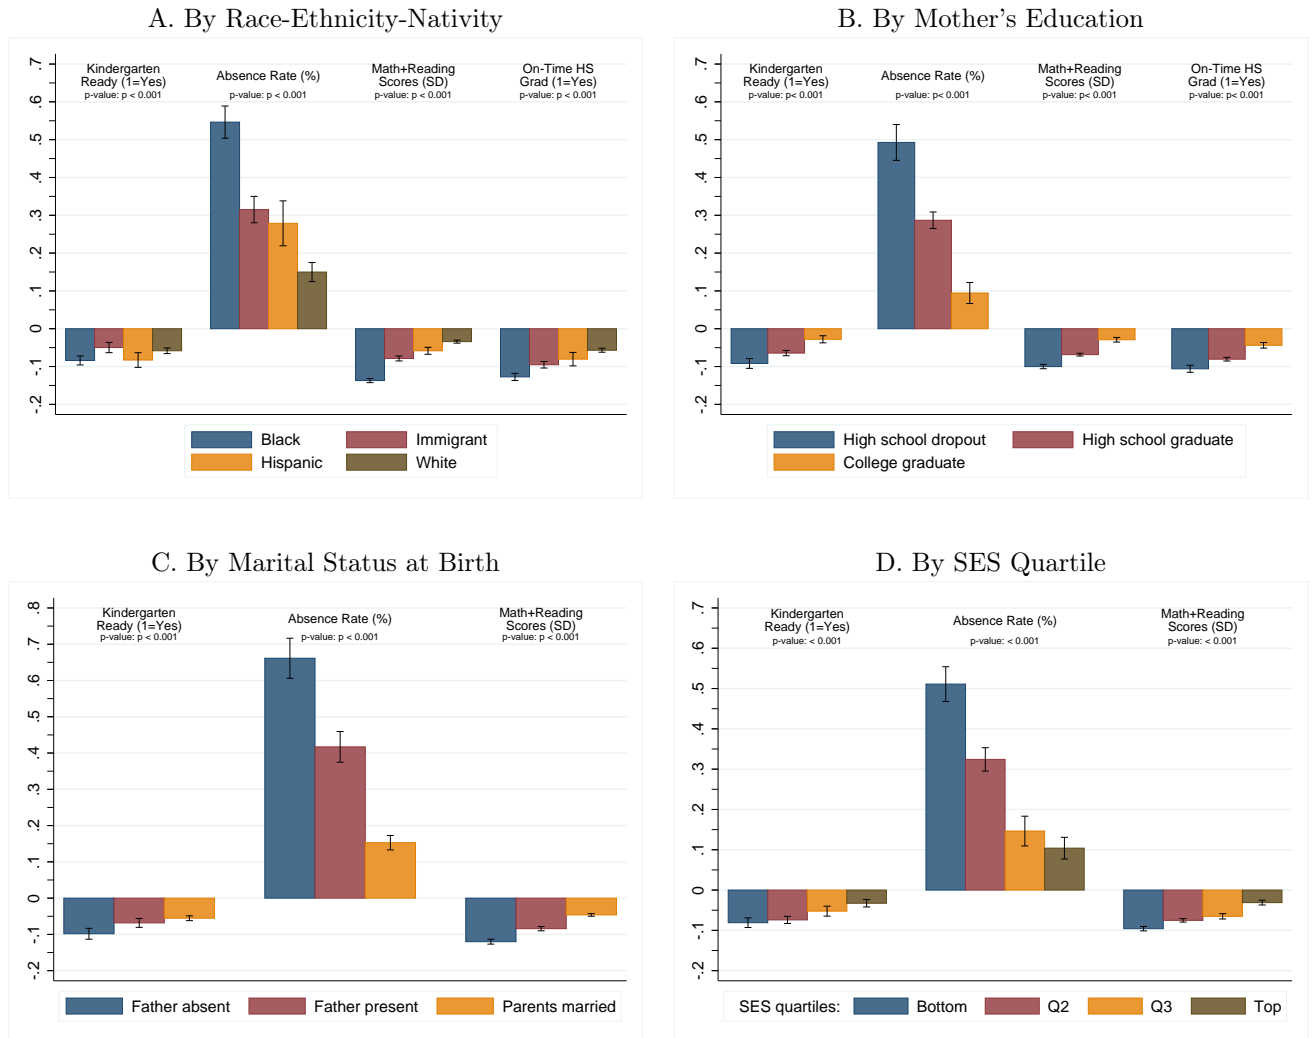 A. By Race-Ethnicity-Nativity
Kindergarten
Ready (1=Yes)
p-value: p < 0.001
Absence Rate (%)
p-value: p < 0.001
Math+Reading
Scores (SD)
p-value: p < 0.001
On-Time HS
Grad (1=Yes)
p-value: p < 0.001
.7
.6
.5
.4
.3
.2
.1
0
-.1
-.2
Black
Immigrant
Hispanic
White
B. By Mother's Education
Kindergarten
Ready (1=Yes)
p-value: p< 0.001
Absence Rate (%)
p-value: p< 0.001
Math+Reading
Scores (SD)
p-value: p< 0.001
On-Time HS
Grad (1=Yes)
p-value: p< 0.001
.7
.6
.5
.4
.3
.2
.1
0
-.1
-.2
High school dropout
High school graduate
College graduate
C. By Marital Status at Birth
Kindergarten
Ready (1=Yes)
p-value: p < 0.001
Absence Rate (%)
p-value: p < 0.001
Math+Reading
Scores (SD)
p-value: p < 0.001
.8
.7
.6
.5
.4
.3
.2
.1
0
-.1
-.2
Father absent
Father present
Parents married
D. By SES Quartile
Kindergarten
Ready (1=Yes)
p-value: < 0.001
Absence Rate (%)
p-value: < 0.001
Math+Reading
Scores (SD)
p-value: < 0.001
.7
.6
.5
.4
.3
.2
.1
0
-.1
-.2
SES quartiles:
Bottom
Q2
Q3
Top